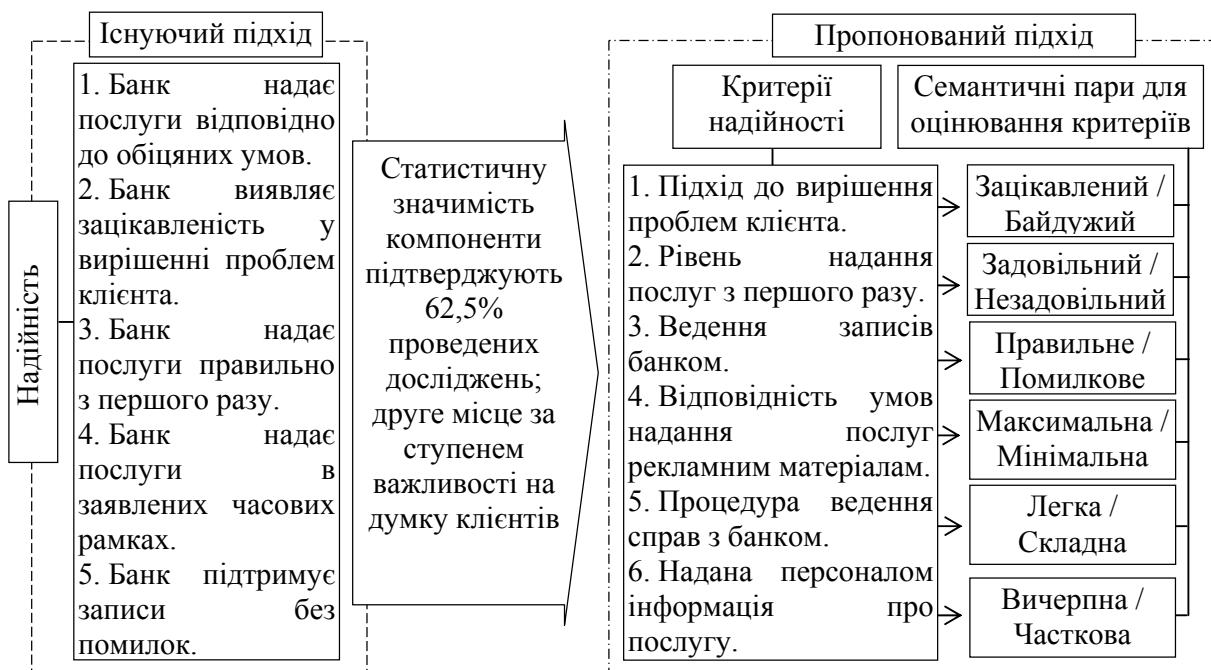 Існуючий підхід
Надійність
1. Банк надає
послуги відповідно
до обіцяних умов.
2. Банк виявляє
зацікавленість у
вирішенні проблем
клієнта.
3. Банк надає
послуги правильно
з першого разу.
4. Банк надає
послуги в
заявлених часових
рамках.
5. Банк підтримує
записи без
помилок.
Статистичну
значимість
компоненти
підтверджують
62,5%
проведених
досліджень;
друге місце за
ступенем
важливості на
думку клієнтів
Пропонований підхід
Критерії
надійності
Семантичні пари для
оцінювання критеріїв
1. Підхід до вирішення
проблем клієнта.
2. Рівень надання
послуг з першого разу.
3. Ведення записів
банком.
4. Відповідність умов
надання послуг
рекламним матеріалам.
5. Процедура ведення
справ з банком.
6. Надана персоналом
інформація про
послугу.
Зацікавлений /
Байдужий
Задовільний /
Незадовільний
Правильне /
Помилкове
Максимальна /
Мінімальна
Легка /
Складна
Вичерпна /
Часткова